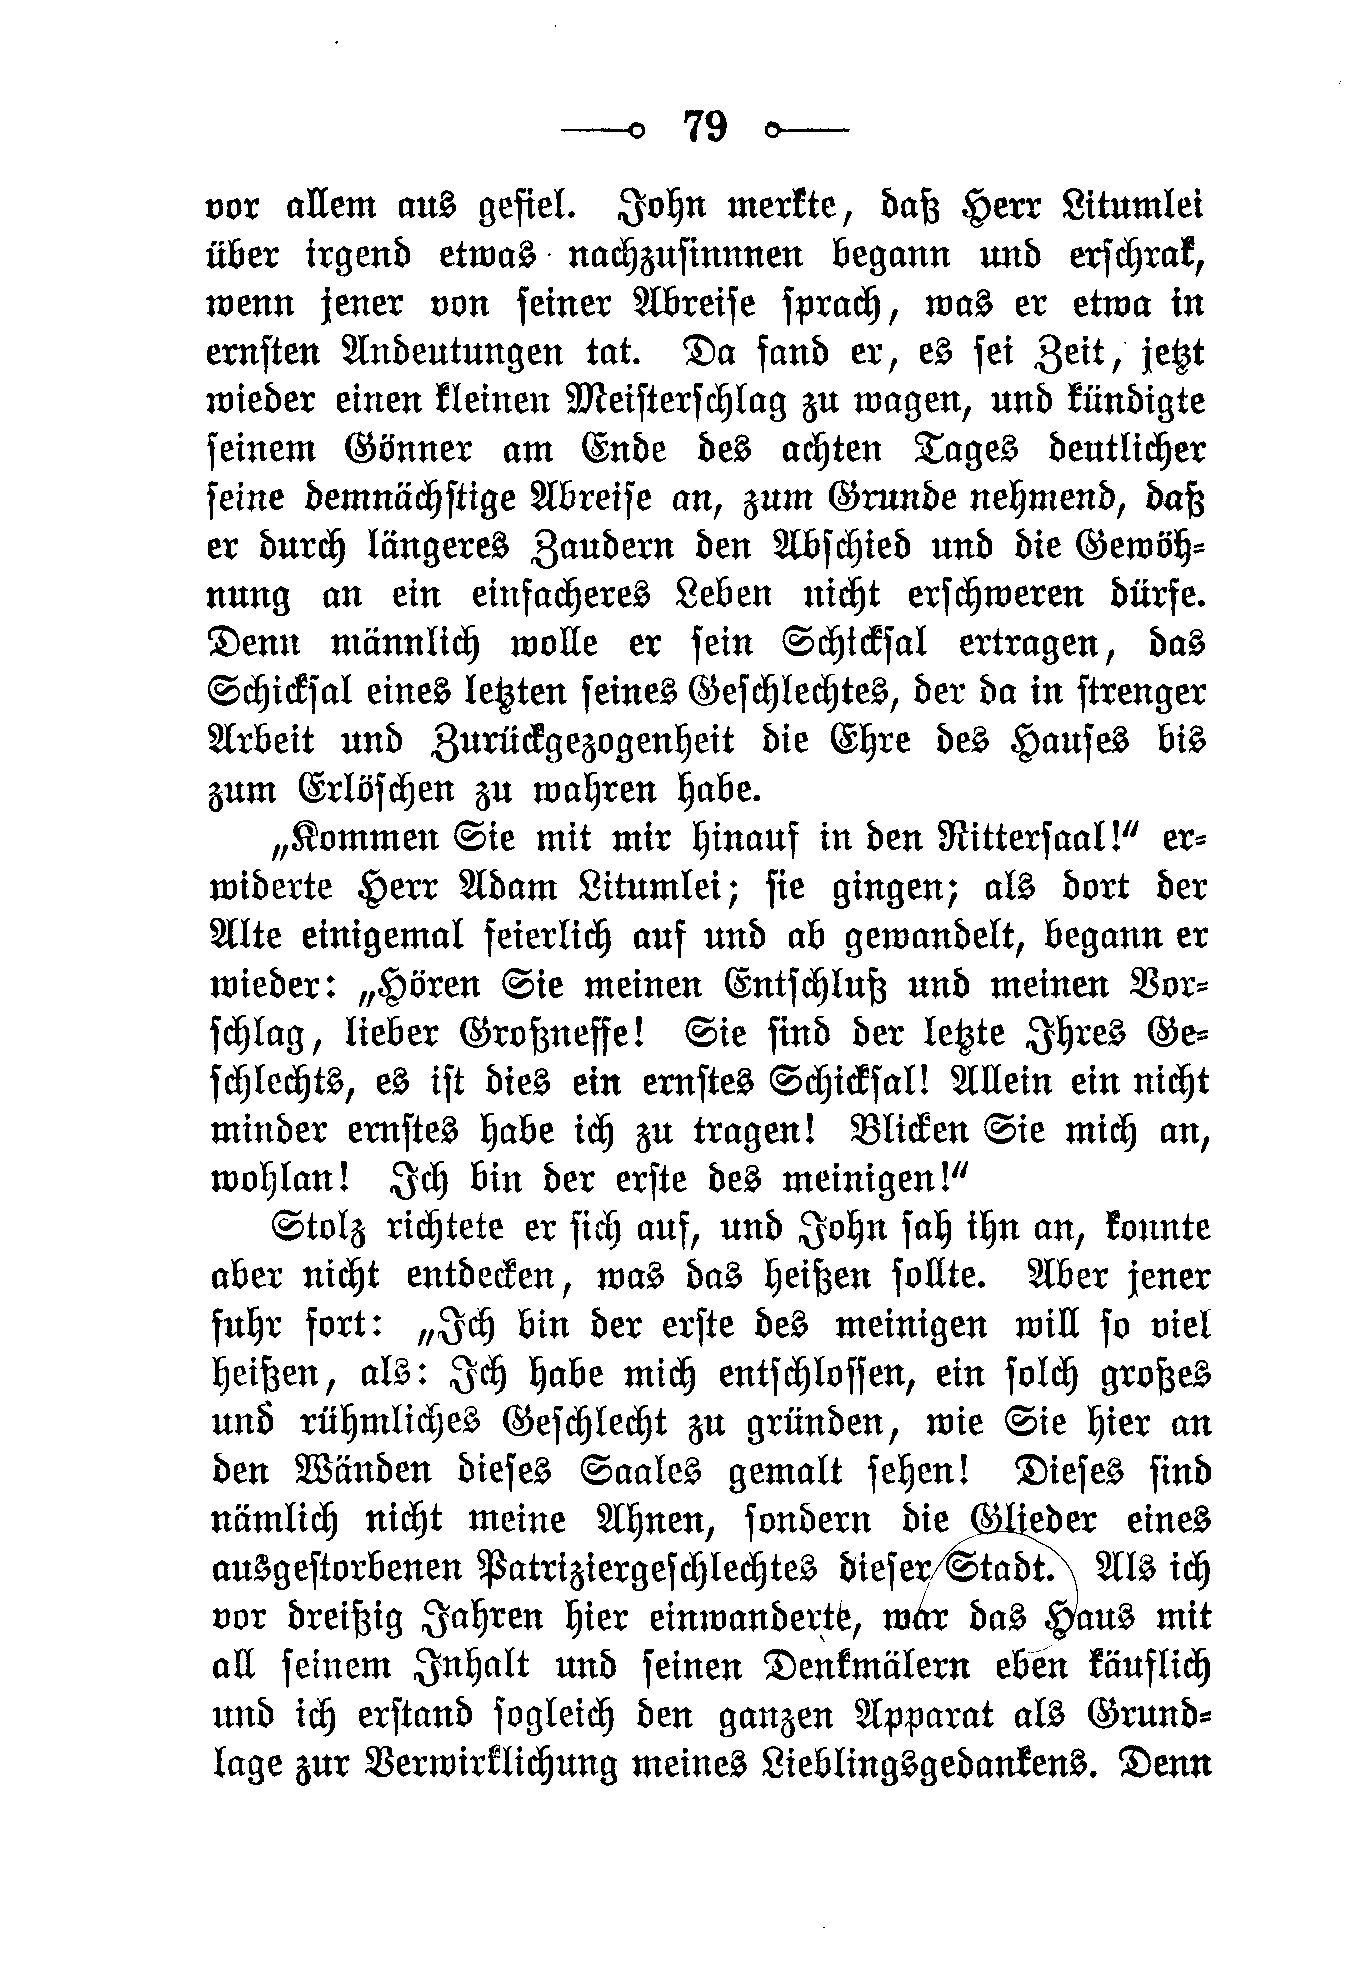 79
vor allem aus gefiel. John merkte, daß Herr Litumlei
über irgend etwas nachzusinnnen begann und erschrak,
wenn jener von seiner Abreise sprach, was er etwa in
ernsten Andeutungen tat. Da fand er, es sei Zeit, jetzt
wieder einen kleinen Meisterschlag zu wagen, und kündigte
seinem Gönner am Ende des achten Tages deutlicher
seine demnächstige Abreise an, zum Grunde nehmend, daß
er durch längeres Zaudern den Abschied und die Gewöh-
nung an ein einfacheres Leben nicht erschweren dürfe.
Denn männlich wolle er sein Schicksal ertragen, das
Schicksal eines letzten seines Geschlechtes, der da in strenger
Arbeit und Zurückgezogenheit die Ehre des Hauses bis
zum Erlöschen zu wahren habe.
„Kommen Sie mit mir hinauf in den Rittersaal!“ er-
widerte Herr Adam Litumlei; sie gingen; als dort der
Alte einigemal feierlich auf und ab gewandelt, begann er
wieder: „Hören Sie meinen Entschluß und meinen Vor-
schlag, lieber Großneffe! Sie sind der letzte Ihres Ge-
schlechts, es ist dies ein ernstes Schicksal! Allein ein nicht
minder ernstes habe ich zu tragen! Blicken Sie mich an,
wohlan! Ich bin der erste des meinigen!“
Stolz richtete er sich auf, und John sah ihn an, konnte
aber nicht entdecken, was das heißen sollte. Aber jener
fuhr fort: „Ich bin der erste des meinigen will so viel
heißen, als: Ich habe mich entschlossen, ein solch großes
und rühmliches Geschlecht zu gründen, wie Sie hier an
den Wänden dieses Saales gemalt sehen! Dieses sind
nämlich nicht meine Ahnen, sondern die Glieder eines
ausgestorbenen Patriziergeschlechtes dieser Stadt. Als ich
vor dreißig Jahren hier einwanderte, war das Haus mit
all seinem Inhalt und seinen Denkmälern eben käuflich
und ich erstand sogleich den ganzen Apparat als Grund-
lage zur Verwirklichung meines Lieblingsgedankens. Denn